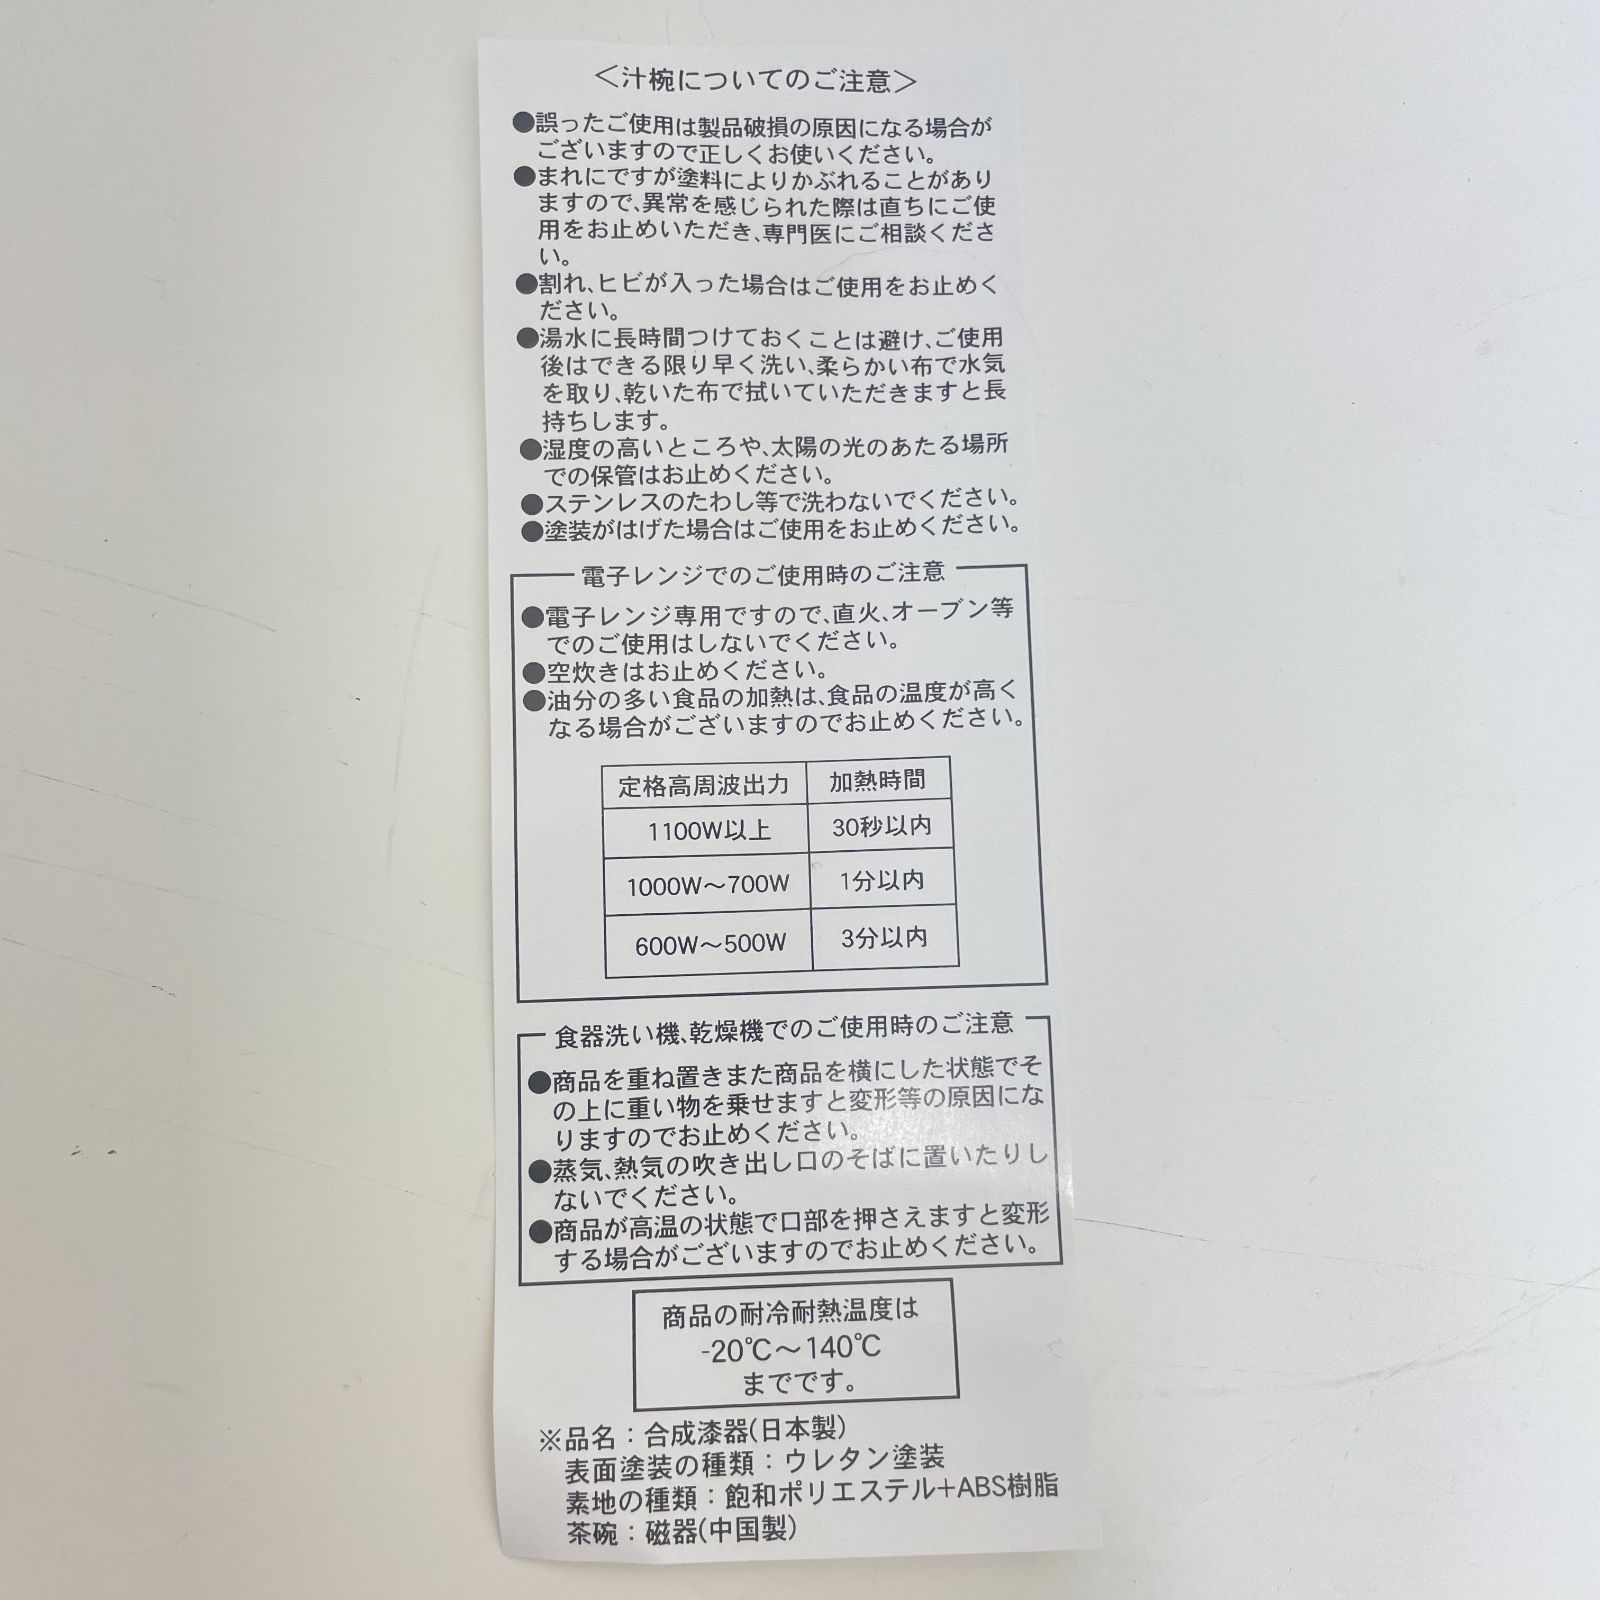 ＜汁椀についてのご注意＞
●誤ったご使用は製品破損の原因になる場合が
ございますので正しくお使いください。
●まれにですが塗料によりかぶれることがあり
ますので、異常を感じられた際は直ちにご使
用をお止めいただき、専門医にご相談くださ
い。
●割れ、ヒビが入った場合はご使用をお止めく
ださい。
●湯水に長時間つけておくことは避け、ご使用
後はできる限り早く洗い、柔らかい布で水気
を取り、乾いた布で拭いていただきますと長
持ちします。
●湿度の高いところや、太陽の光のあたる場所
での保管はお止めください。
●ステンレスのたわし等で洗わないでください。
●塗装がはげた場合はご使用をお止めください。
電子レンジでのご使用時のご注意
●電子レンジ専用ですので、直火、オーブン等
でのご使用はしないでください。
●空炊きはお止めください。
●油分の多い食品の加熱は、食品の温度が高く
なる場合がございますのでお止めください。
定格高周波出力 加熱時間
1100W以上 30秒以内
1000W～700W 1分以内
600W～500W 3分以内
食器洗い機、乾燥機でのご使用時のご注意
●商品を重ね置きまた商品を横にした状態でそ
の上に重い物を乗せますと変形等の原因にな
りますのでお止めください。
●蒸気、熱気の吹き出し口のそばに置いたりし
ないでください。
●商品が高温の状態で口部を押さえますと変形
する場合がございますのでお止めください。
商品の耐冷耐熱温度は
-20℃～140℃
までです。
※品名：合成漆器(日本製)
表面塗装の種類：ウレタン塗装
素地の種類：飽和ポリエステル+ABS樹脂
茶碗：磁器(中国製)